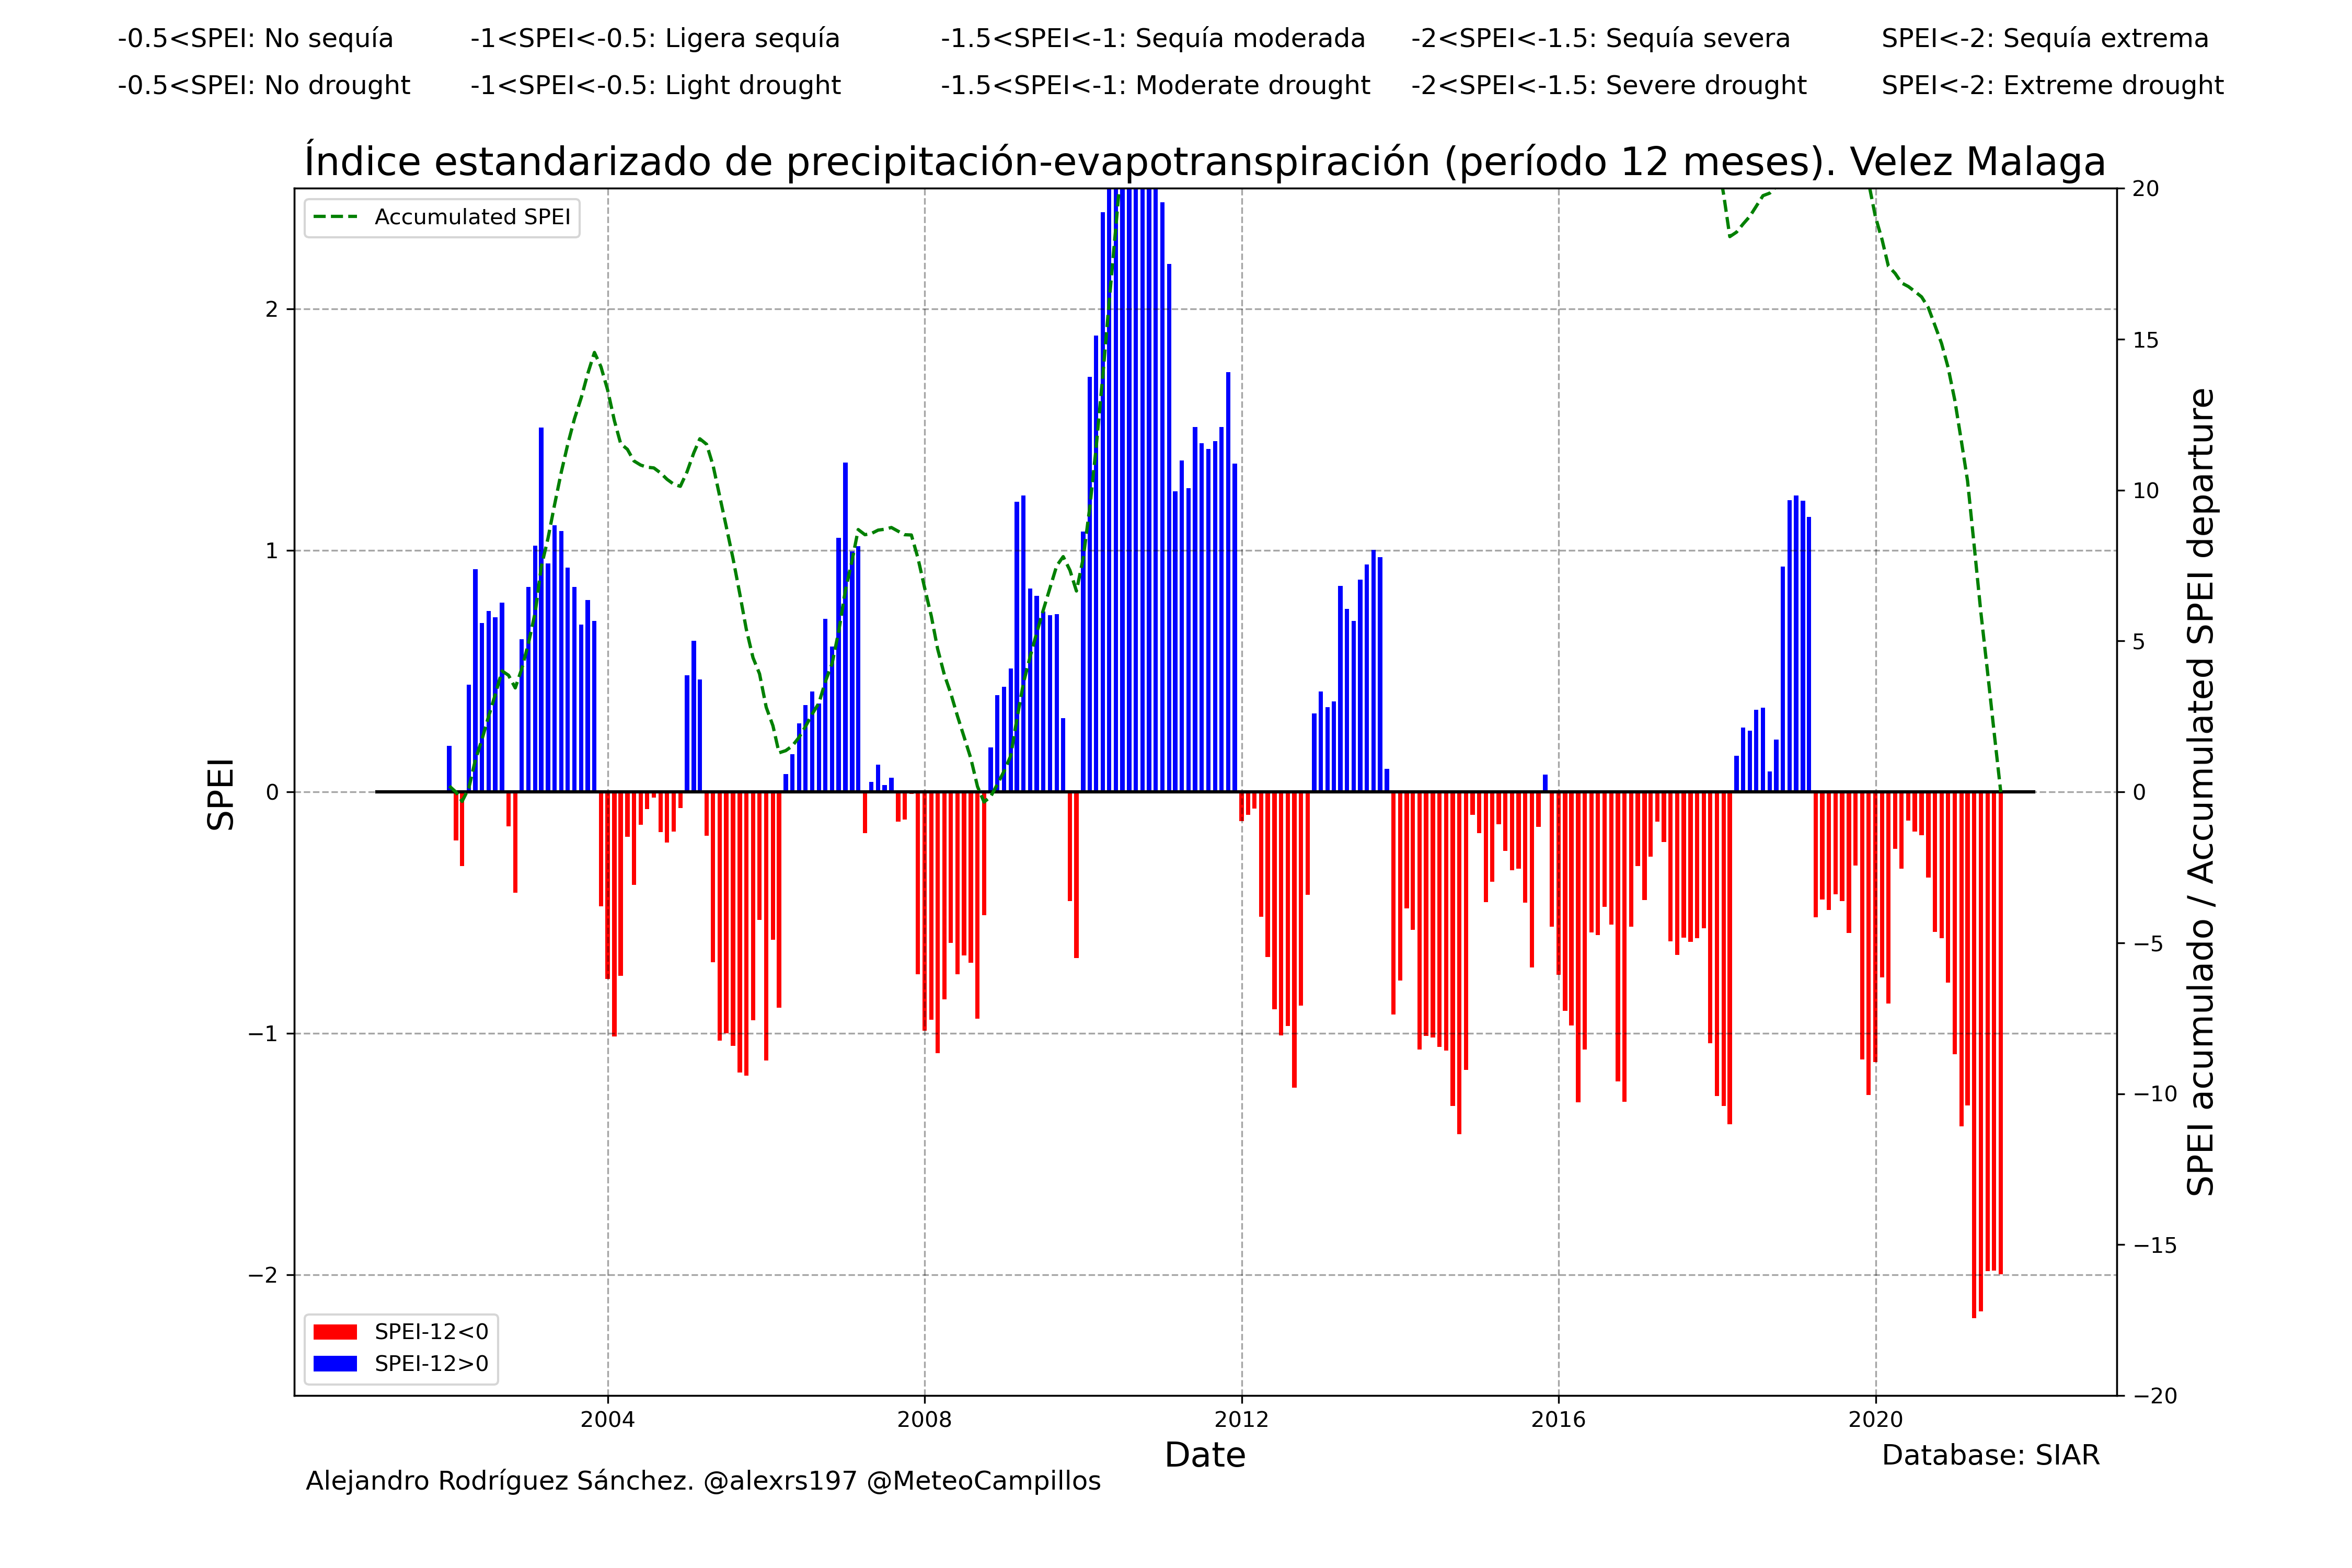 -0.5<SPEI: No sequía -1<SPEI<-0.5: Ligera sequía -1.5<SPEI<-1: Sequía moderada -2<SPEI<-1.5: Sequía severa SPEI<-2: Sequía extrema
-0.5<SPEI: No drought -1<SPEI<-0.5: Light drought -1.5<SPEI<-1: Moderate drought -2<SPEI<-1.5: Severe drought SPEI<-2: Extreme drought
Índice estandarizado de precipitación-evapotranspiración (período 12 meses). Velez Malaga
Accumulated SPEI
SPEI
2
1
0
−1
−2
20
15
10
5
0
−5
−10
−15
−20
SPEI acumulado / Accumulated SPEI departure
SPEI-12<0
SPEI-12>0
2004 2008 2012 2016 2020
Date
Database: SIAR
Alejandro Rodríguez Sánchez. @alexrs197 @MeteoCampillos